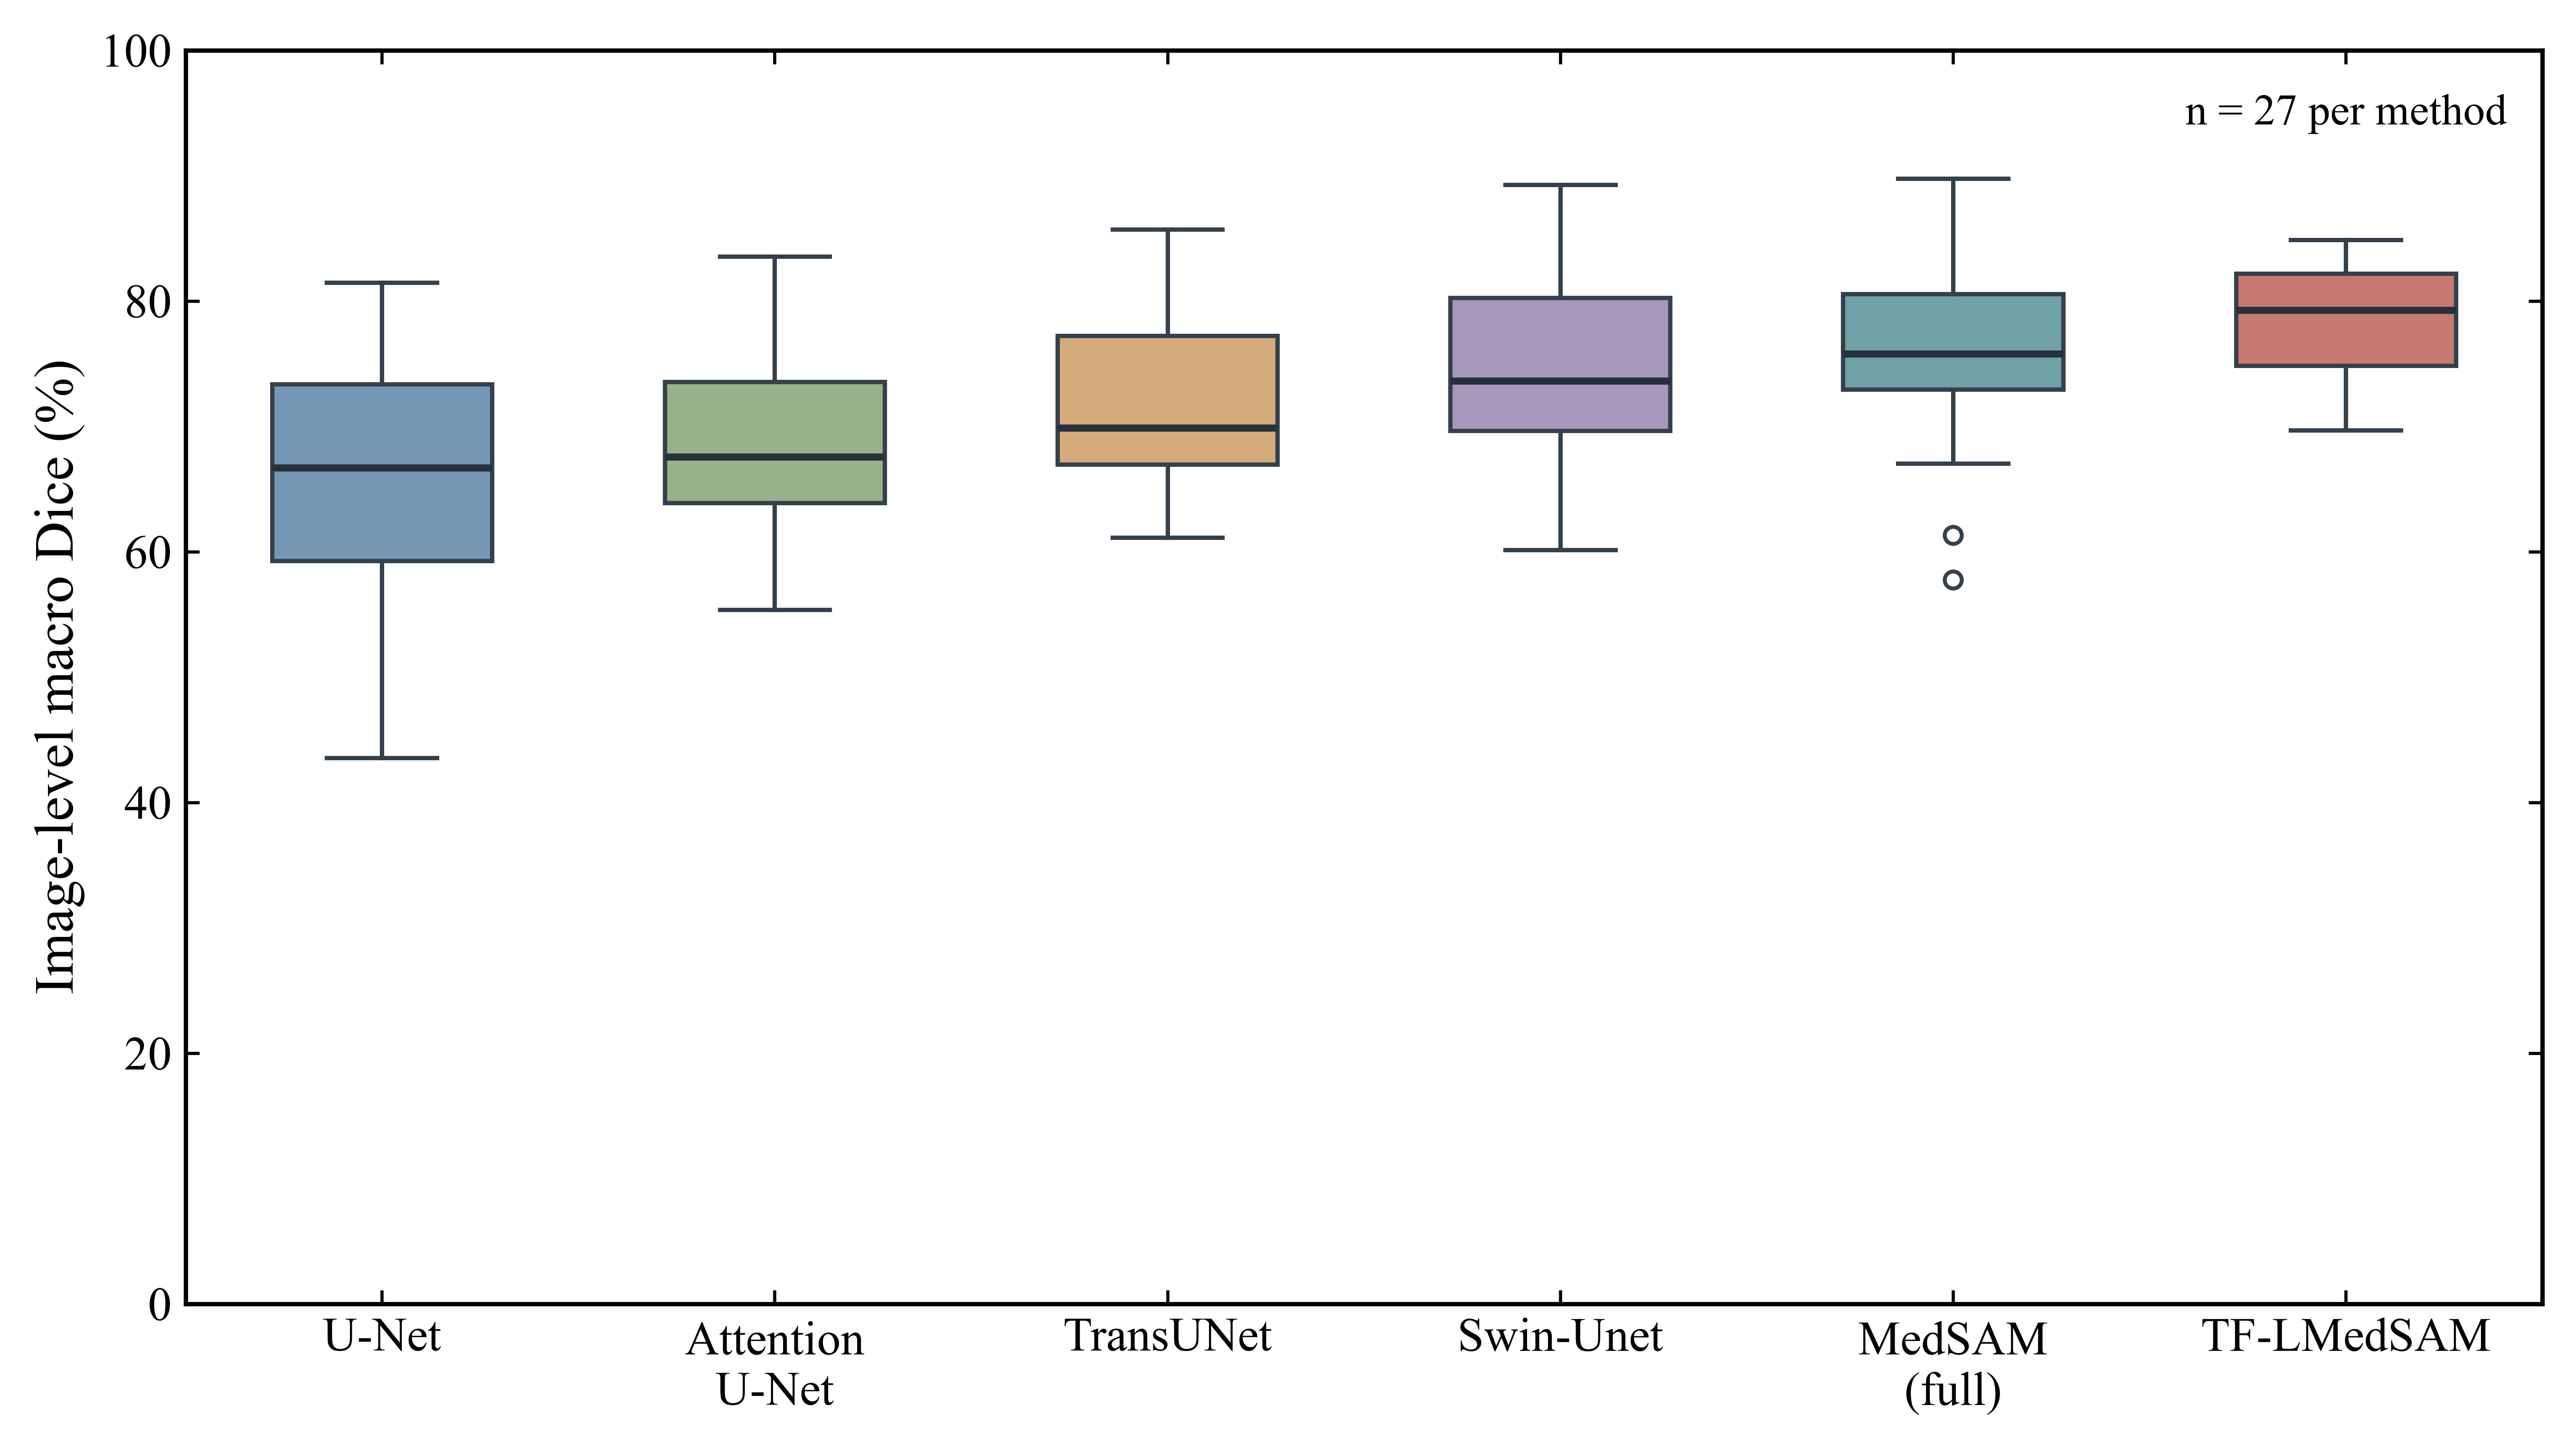 Image-level macro Dice (%)
100
80
60
40
20
0
n = 27 per method
U-Net
Attention
U-Net
TransUNet
Swin-Unet
MedSAM
(full)
TF-LMedSAM